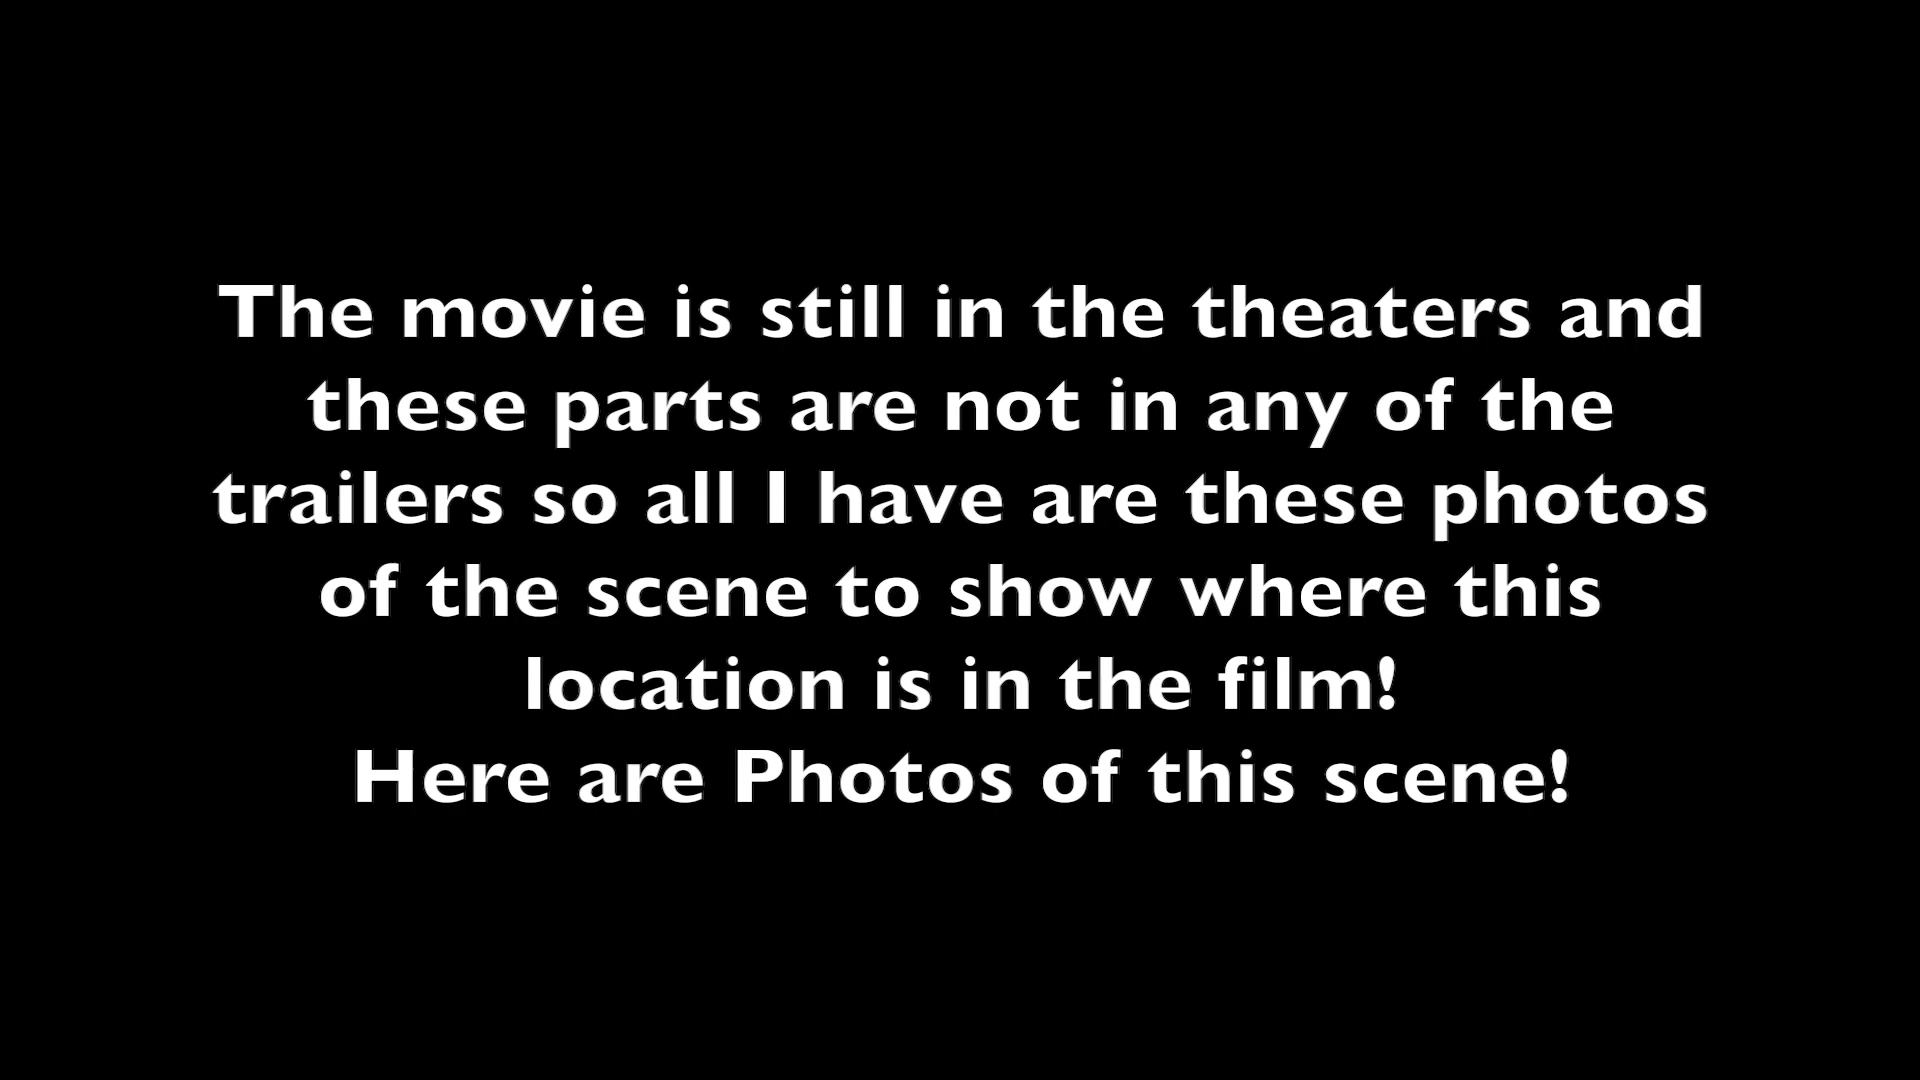 The movie is still in the theaters and
these parts are not in any of the
trailers so all I have are these photos
of the scene to show where this
location is in the film!
Here are Photos of this scene!